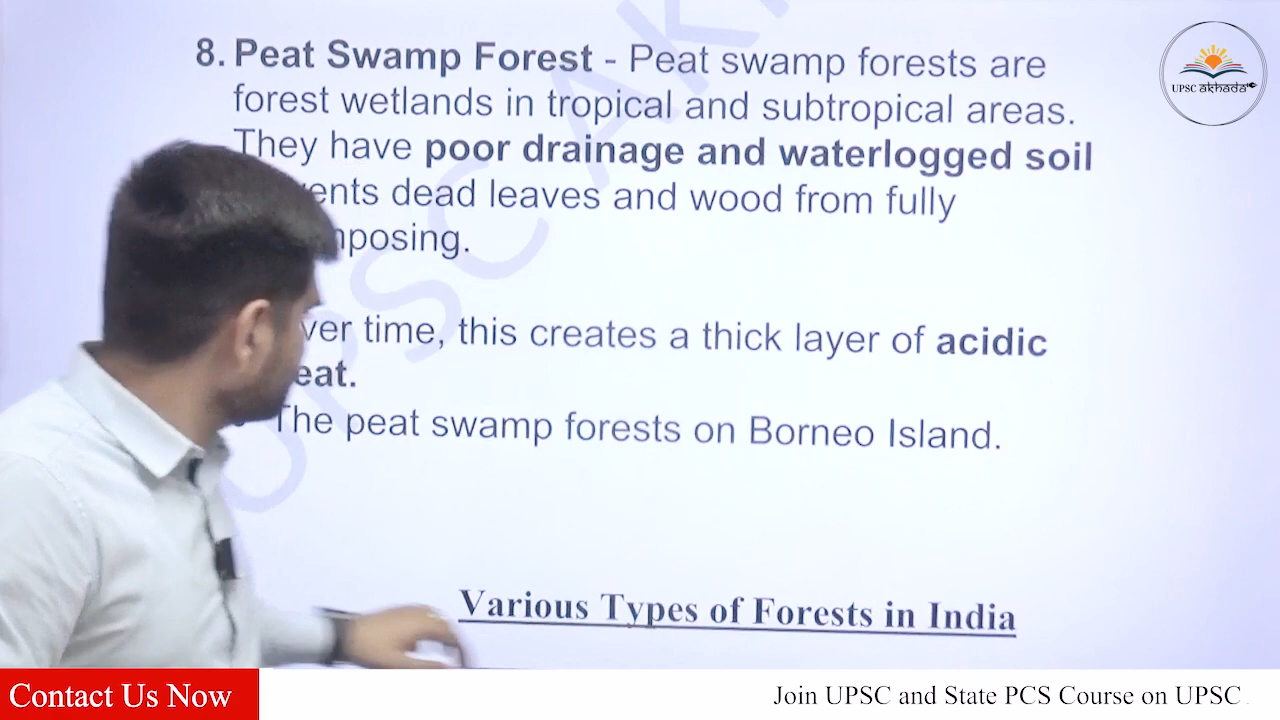 8. Peat Swamp Forest - Peat swamp forests are
forest wetlands in tropical and subtropical areas.
They have poor drainage and waterlogged soil
dead leaves and wood from fully
time, this creates a thick layer of acidic
The peat swamp forests on Borneo Island.
Various Types of Forests in India
UPSC akhada
UPSC AK
Contact Us Now
Join UPSC and State PCS Course on UPSC